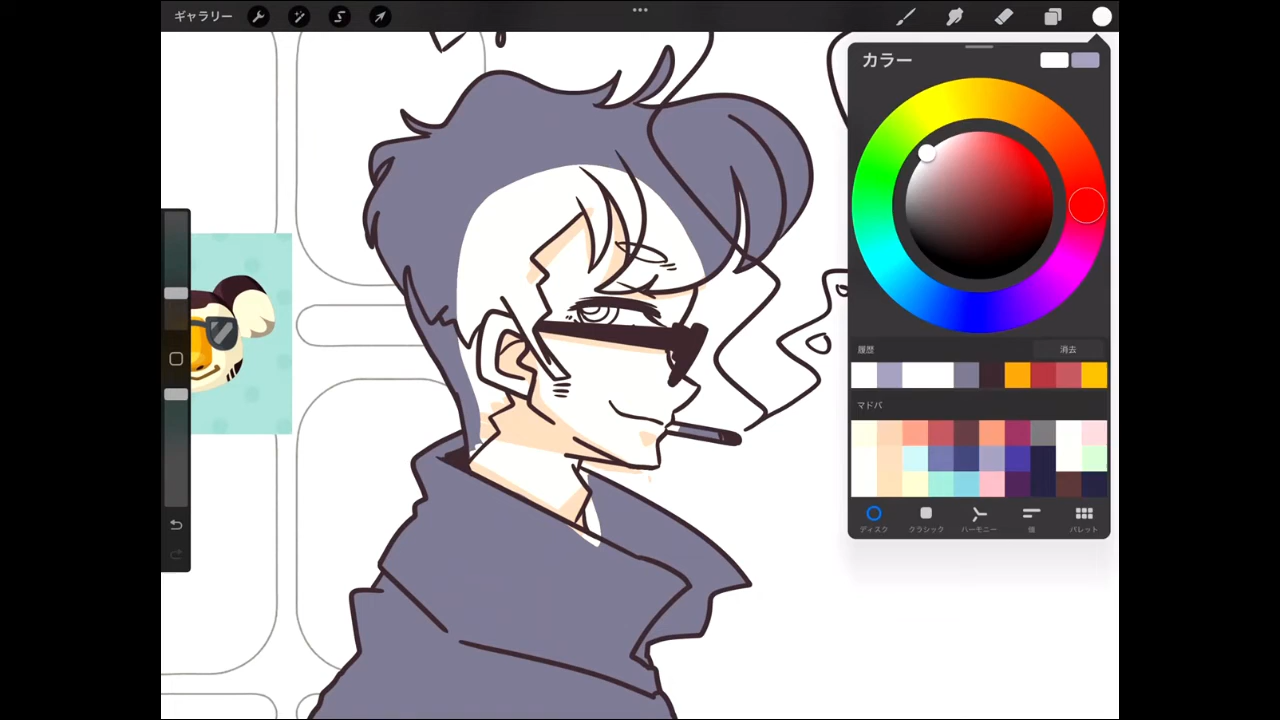 ギャラリー
カラー
履歴
消去
マドパ
ディスク
クラシック
ハーモニー
値
パレット